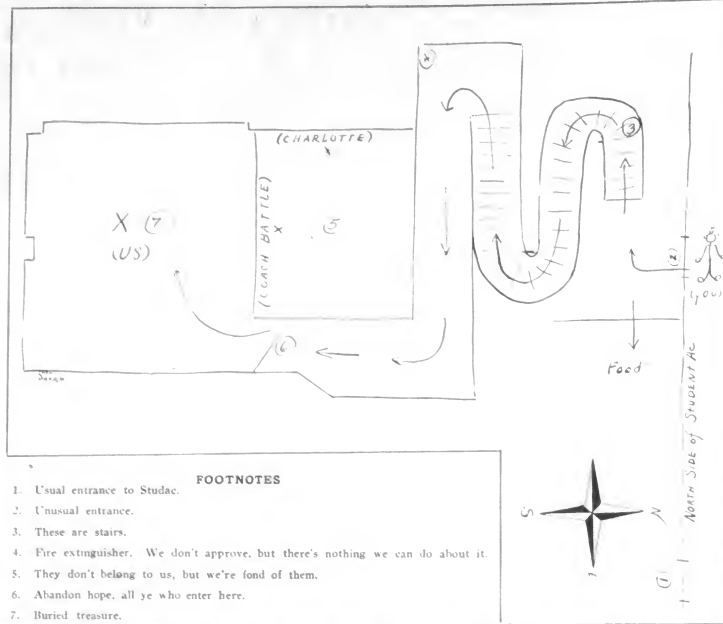 (4)
(CHARLOTTE)
X
(3)
X (7)
(US)
(COACH BATTLE)
X
(5)
(2)
(YOU)
(6)
Food
NORTH SIDE OF STUDENT AC
S
N
(1)
FOOTNOTES
1. Usual entrance to Studac.
2. Unusual entrance.
3. These are stairs.
4. Fire extinguisher. We don't approve, but there's nothing we can do about it.
5. They don't belong to us, but we're fond of them.
6. Abandon hope, all ye who enter here.
7. Buried treasure.